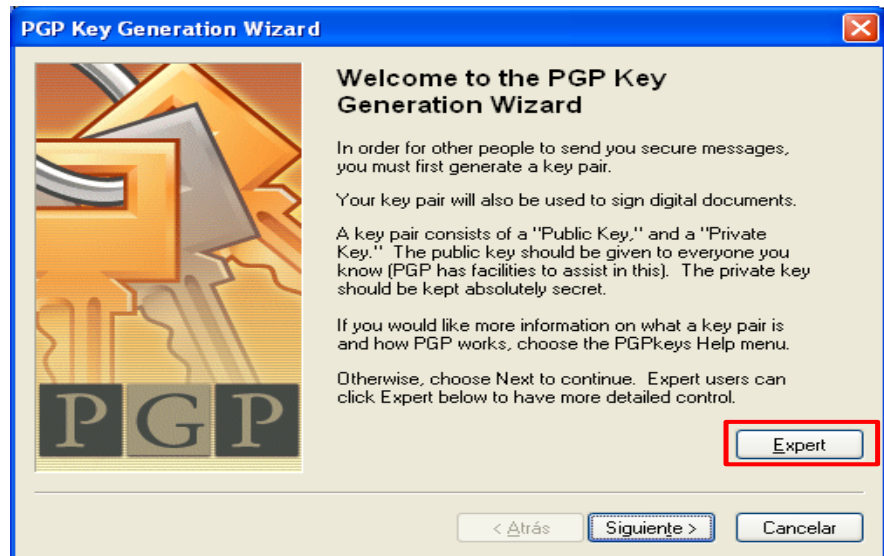 PGP Key Generation Wizard
Welcome to the PGP Key
Generation Wizard
In order for other people to send you secure messages,
you must first generate a key pair.
Your key pair will also be used to sign digital documents.
A key pair consists of a "Public Key," and a "Private
Key." The public key should be given to everyone you
know (PGP has facilities to assist in this). The private key
should be kept absolutely secret.
If you would like more information on what a key pair is
and how PGP works, choose the PGPkeys Help menu.
Otherwise, choose Next to continue. Expert users can
click Expert below to have more detailed control.
PGP
Expert
< Atrás Siguiente > Cancelar